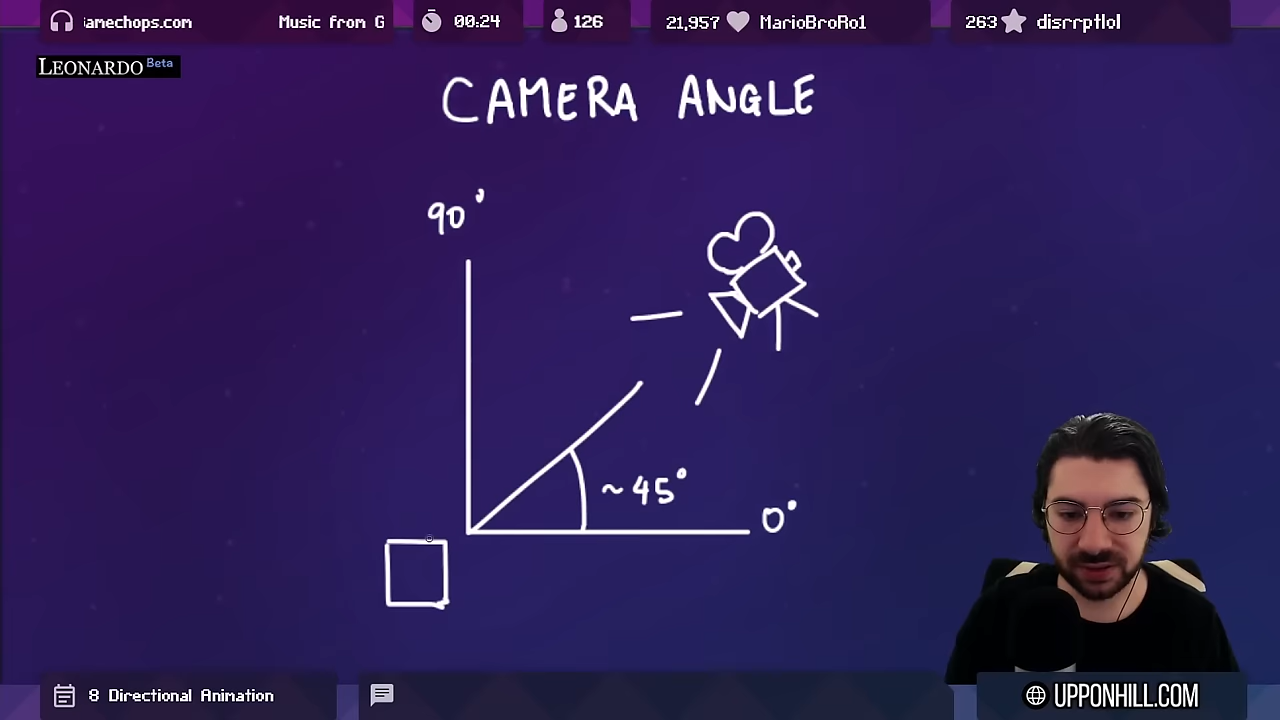 amechops.com Music from G 00:24 126 21,957 MarioBroRo1 263 disrrptlol
LEONARDO Beta
CAMERA ANGLE
90°
~45°
0°
8 Directional Animation
UPPONHILL.COM